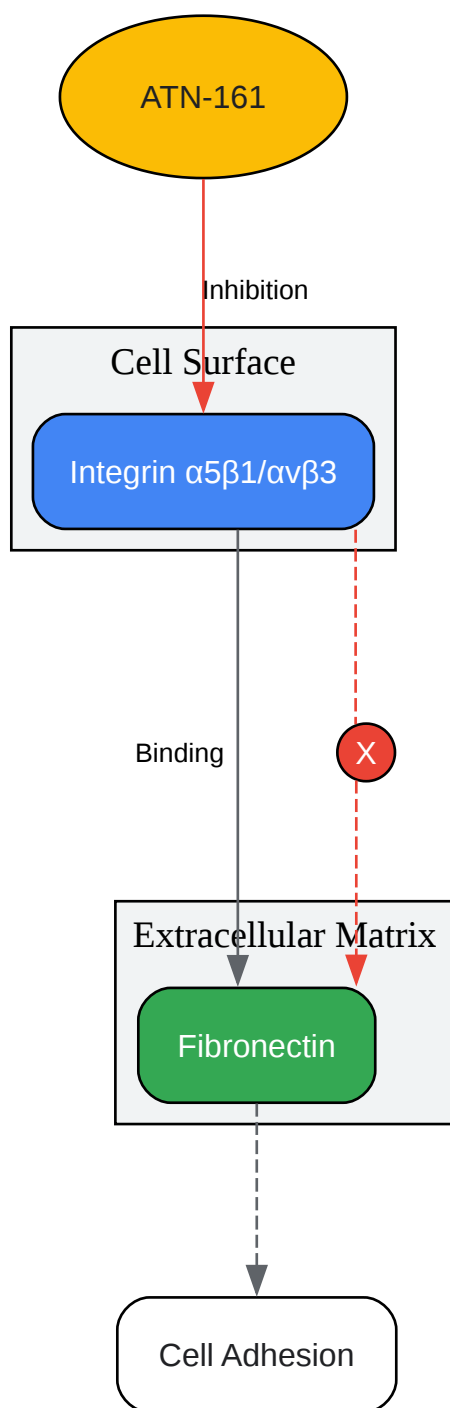 ATN-161
Inhibition
Cell Surface
Integrin α5β1/αvβ3
Binding
X
Extracellular Matrix
Fibronectin
Cell Adhesion